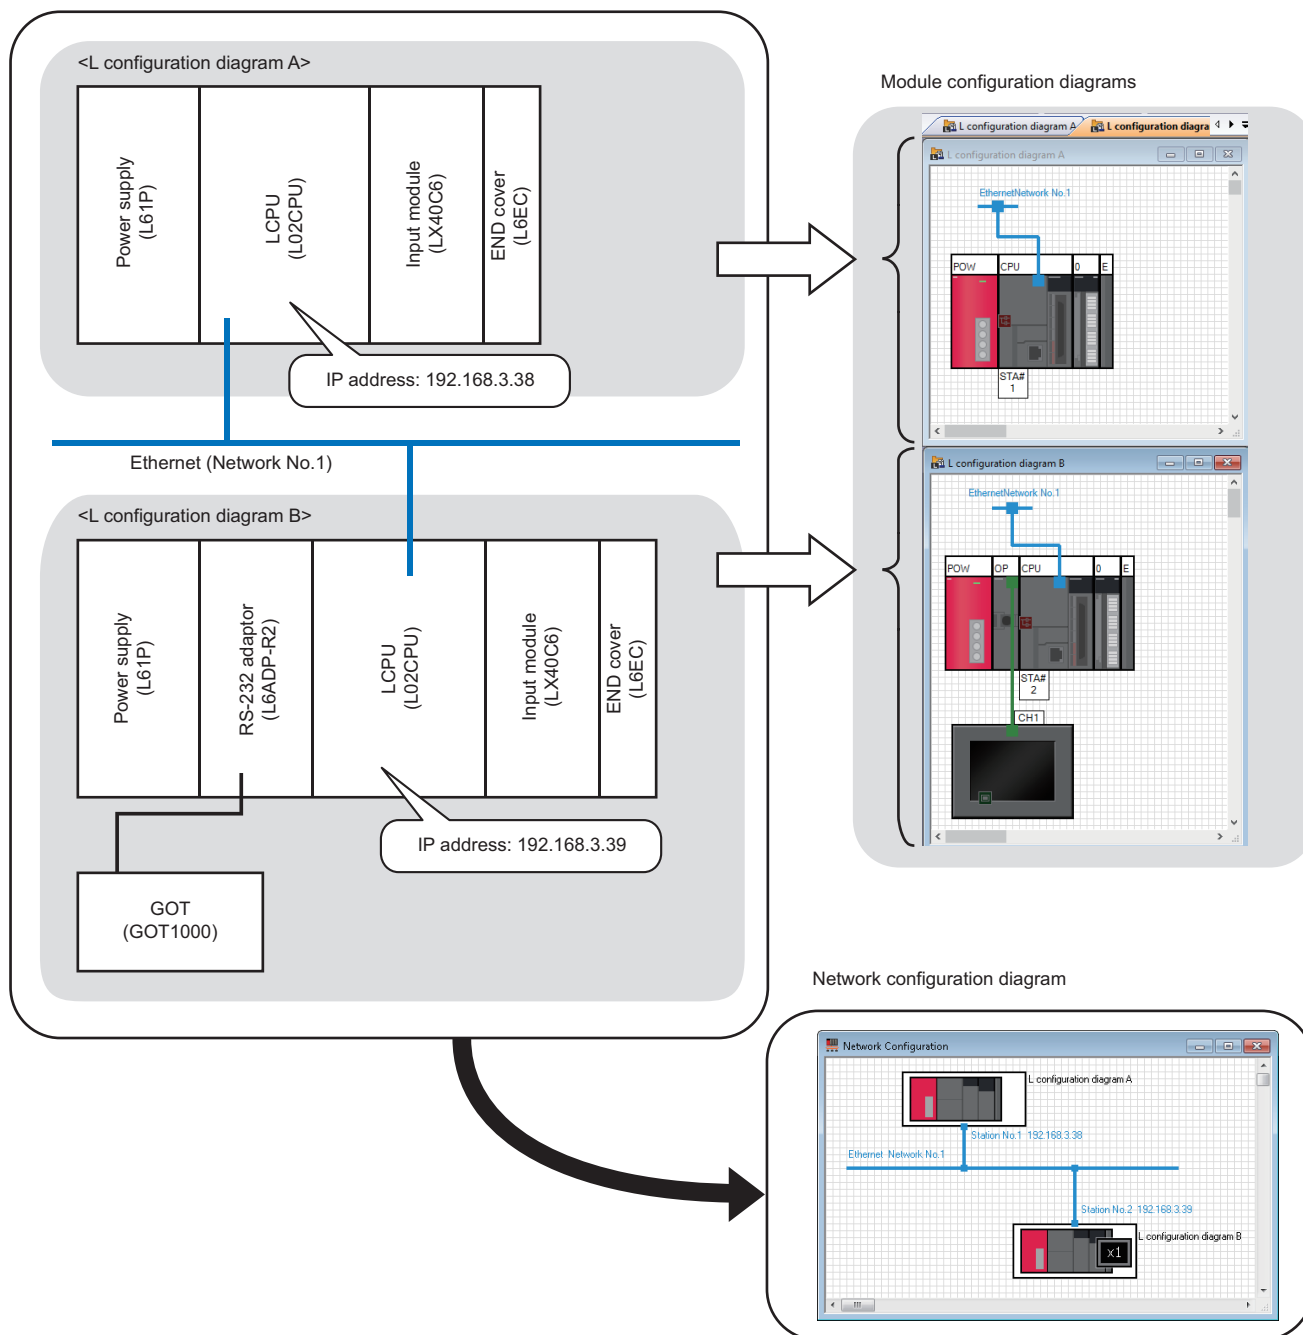 <L configuration diagram A>
Power supply
(L61P)
LCPU
(L02CPU)
Input module
(LX40C6)
END cover
(L6EC)
IP address: 192.168.3.38
Ethernet (Network No.1)
<L configuration diagram B>
Power supply
(L61P)
RS-232 adaptor
(L6ADP-R2)
LCPU
(L02CPU)
Input module
(LX40C6)
END cover
(L6EC)
IP address: 192.168.3.39
GOT
(GOT1000)
Module configuration diagrams
L configuration diagram A
L configuration diagra
L configuration diagram A
EthernetNetwork No.1
POW CPU 0 E
STA#
1
L configuration diagram B
EthernetNetwork No.1
POW OP CPU 0 E
STA#
2
CH1
Network configuration diagram
Network Configuration
L configuration diagram A
Station No.1 192.168.3.38
Ethernet Network No.1
Station No.2 192.168.3.39
L configuration diagram B
x1